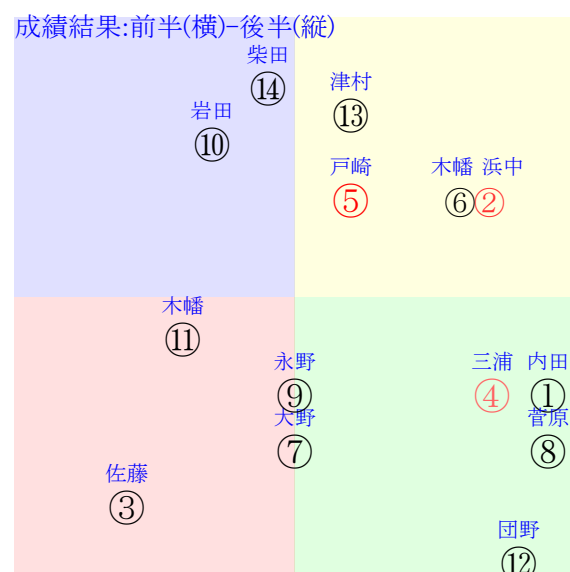 成績結果:前半(横)-後半(縦)
柴田
⑭
津村
⑬
岩田
⑩
戸崎
⑤
木幡 浜中
⑥②
木幡
⑪
永野
⑨
三浦
④
内田
①
大野
⑦
菅原
⑧
佐藤
③
団野
⑫